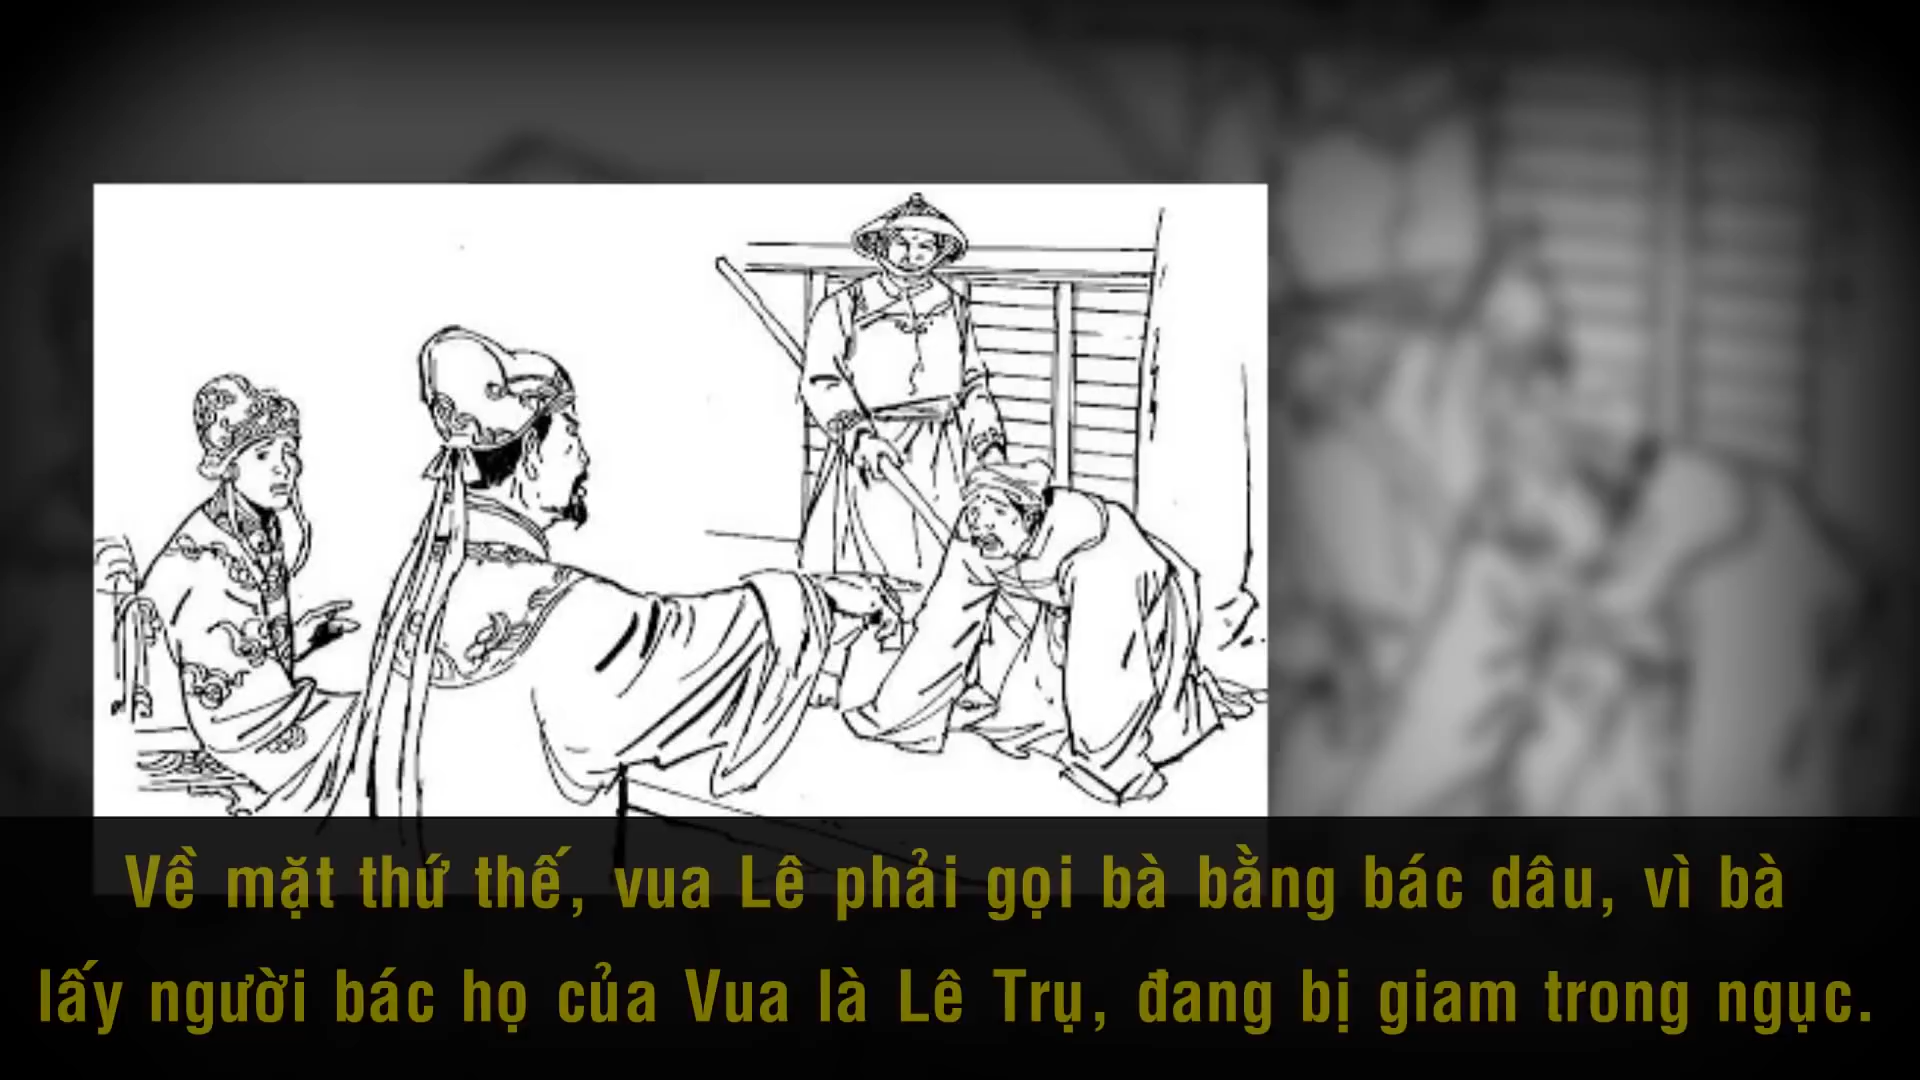 Về mặt thứ thế, vua Lê phải gọi bà bằng bác dâu, vì bà
lấy người bác họ của Vua là Lê Trụ, đang bị giam trong ngục.